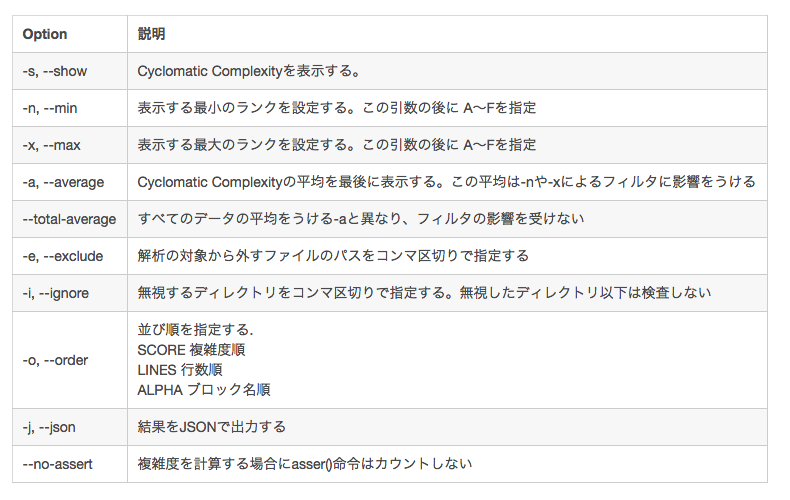 Option 説明
-s, --show Cyclomatic Complexityを表示する。
-n, --min 表示する最小のランクを設定する。この引数の後に A〜Fを指定
-x, --max 表示する最大のランクを設定する。この引数の後に A〜Fを指定
-a, --average Cyclomatic Complexityの平均を最後に表示する。この平均は-nや-xによるフィルタに影響をうける
--total-average すべてのデータの平均をうける-aと異なり、フィルタの影響を受けない
-e, --exclude 解析の対象から外すファイルのパスをコンマ区切りで指定する
-i, --ignore 無視するディレクトリをコンマ区切りで指定する。無視したディレクトリ以下は検査しない
-o, --order 並び順を指定する.
SCORE 複雑度順
LINES 行数順
ALPHA ブロック名順
-j, --json 結果をJSONで出力する
--no-assert 複雑度を計算する場合にasser()命令はカウントしない